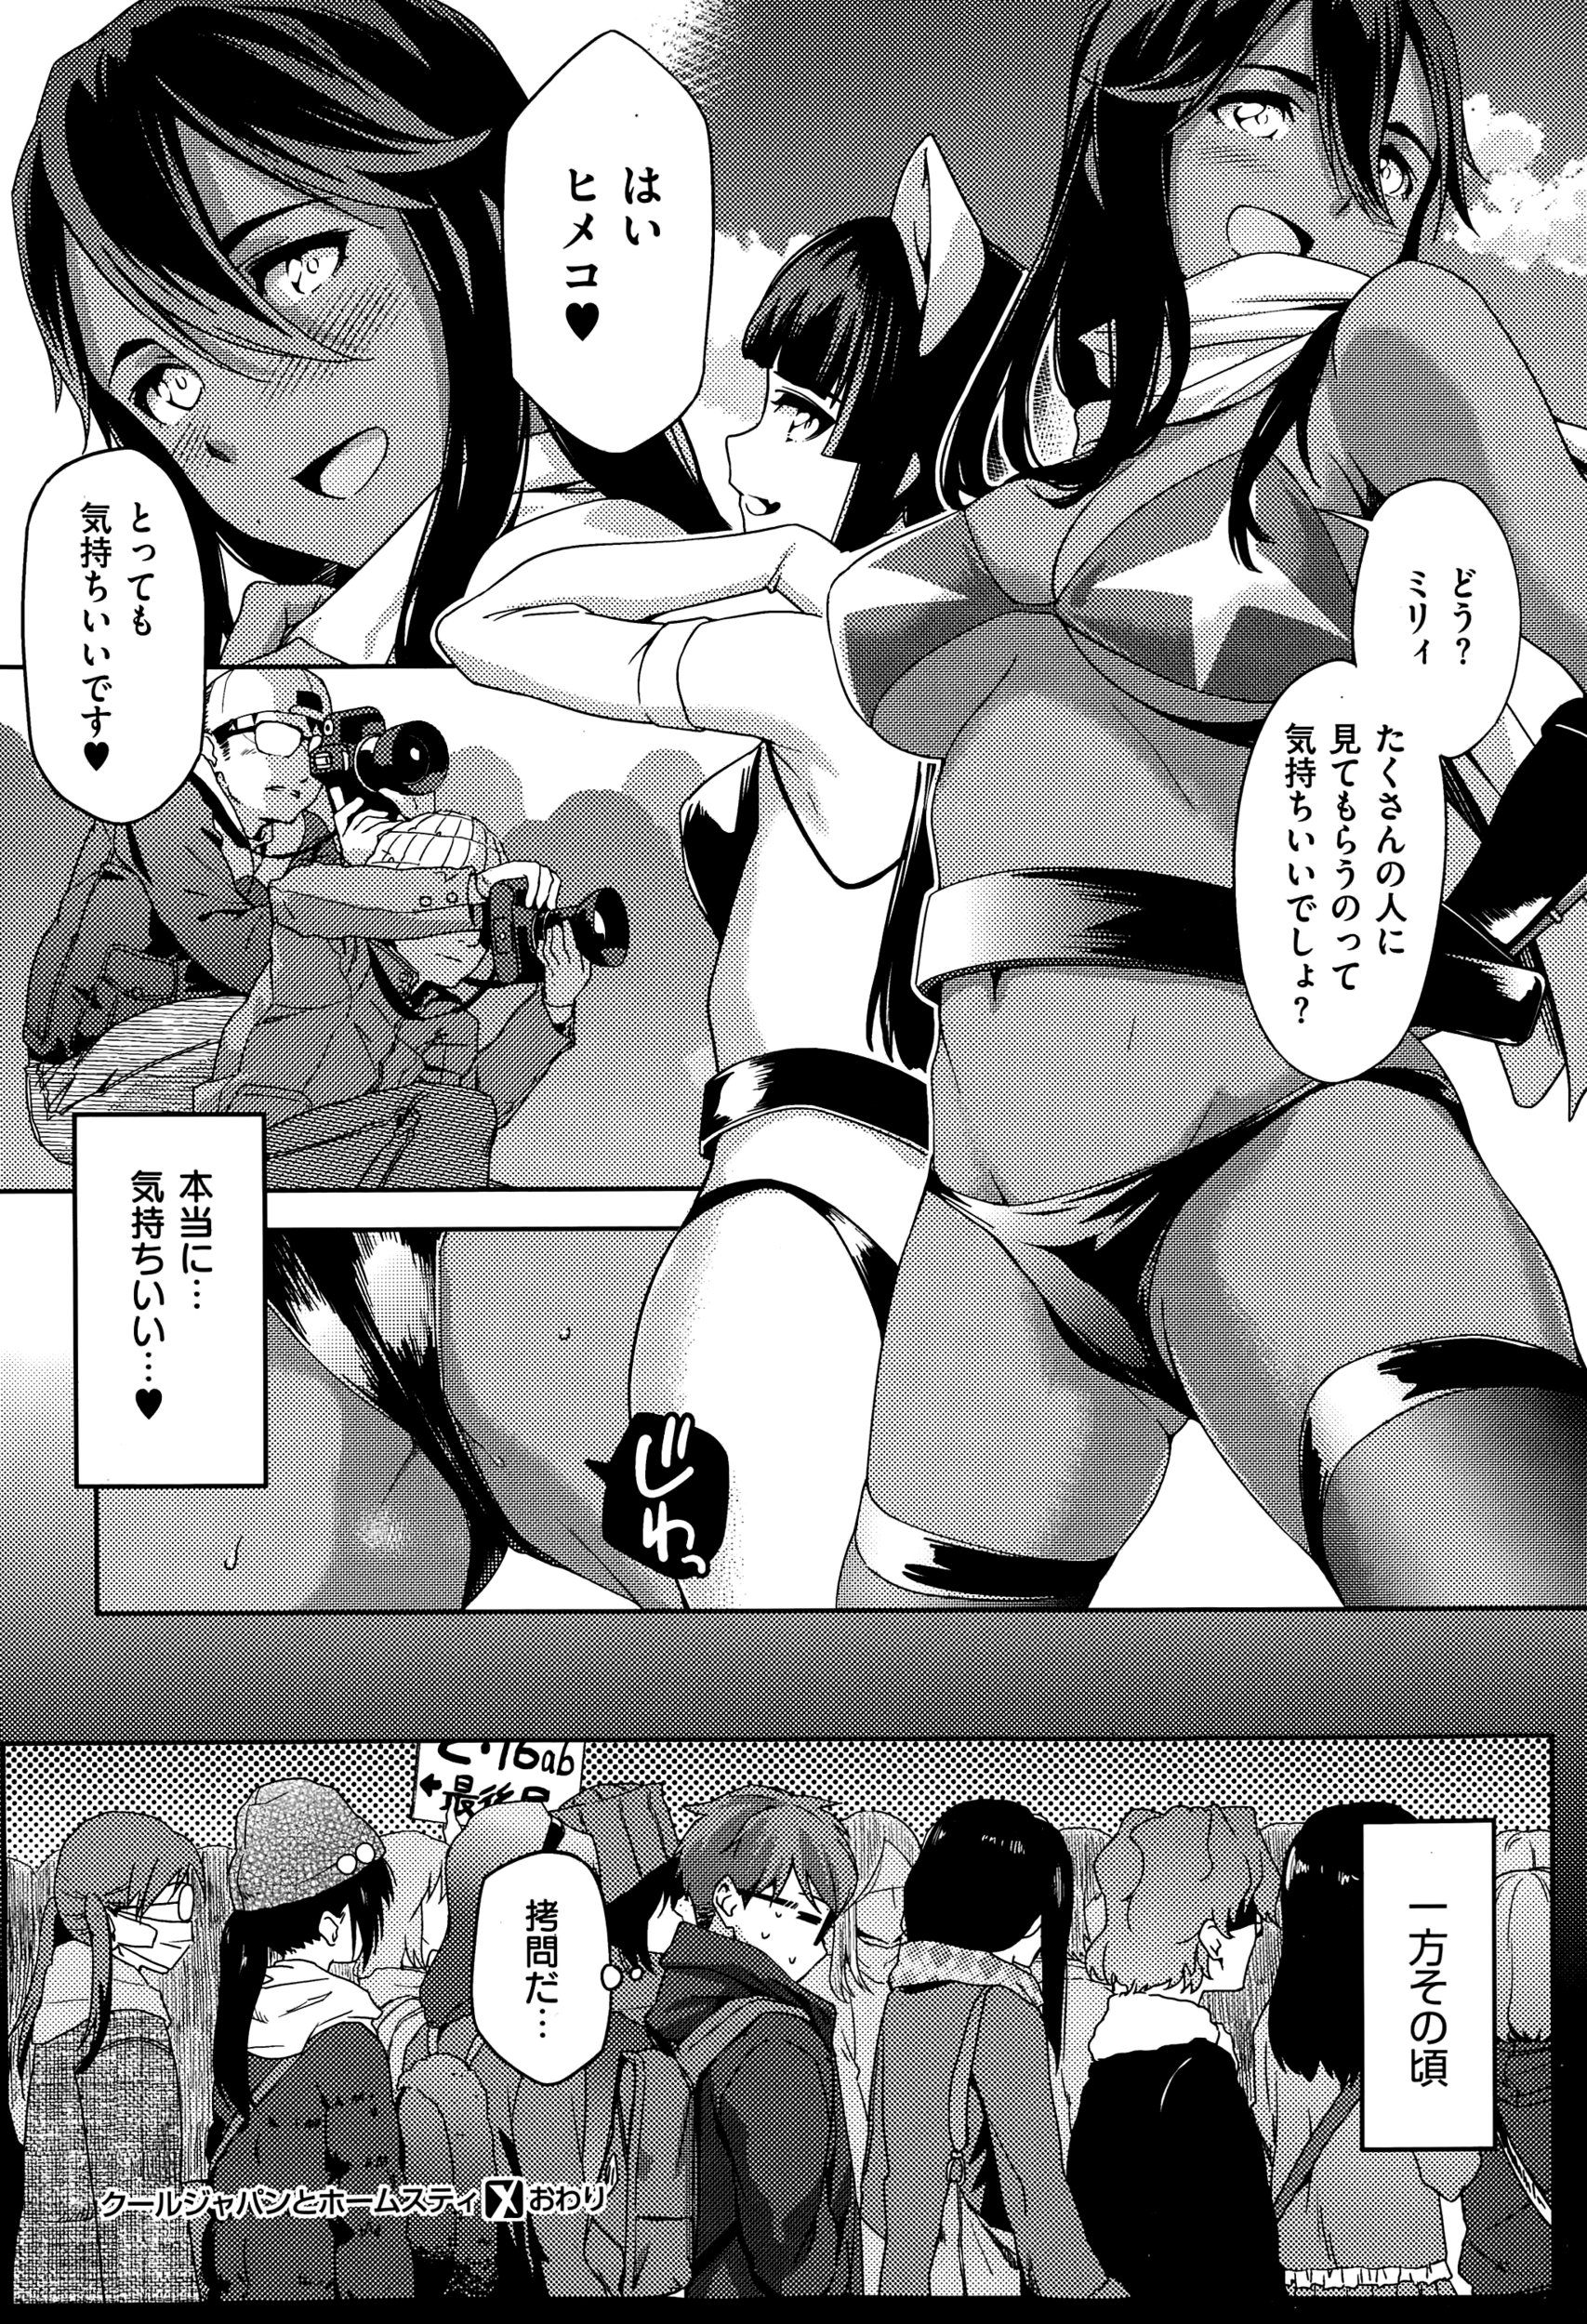 どう？
ミリィ
たくさんの人に
見てもらうのって
気持ちいいでしょ？
はい
ヒメコ♥
とっても
気持ちいいです♥
本当に…
気持ちいい…♥
じわっ
一方その頃
拷問だ…
そ・16ab
←最後尾
クールジャパンとホームスティ X おわり